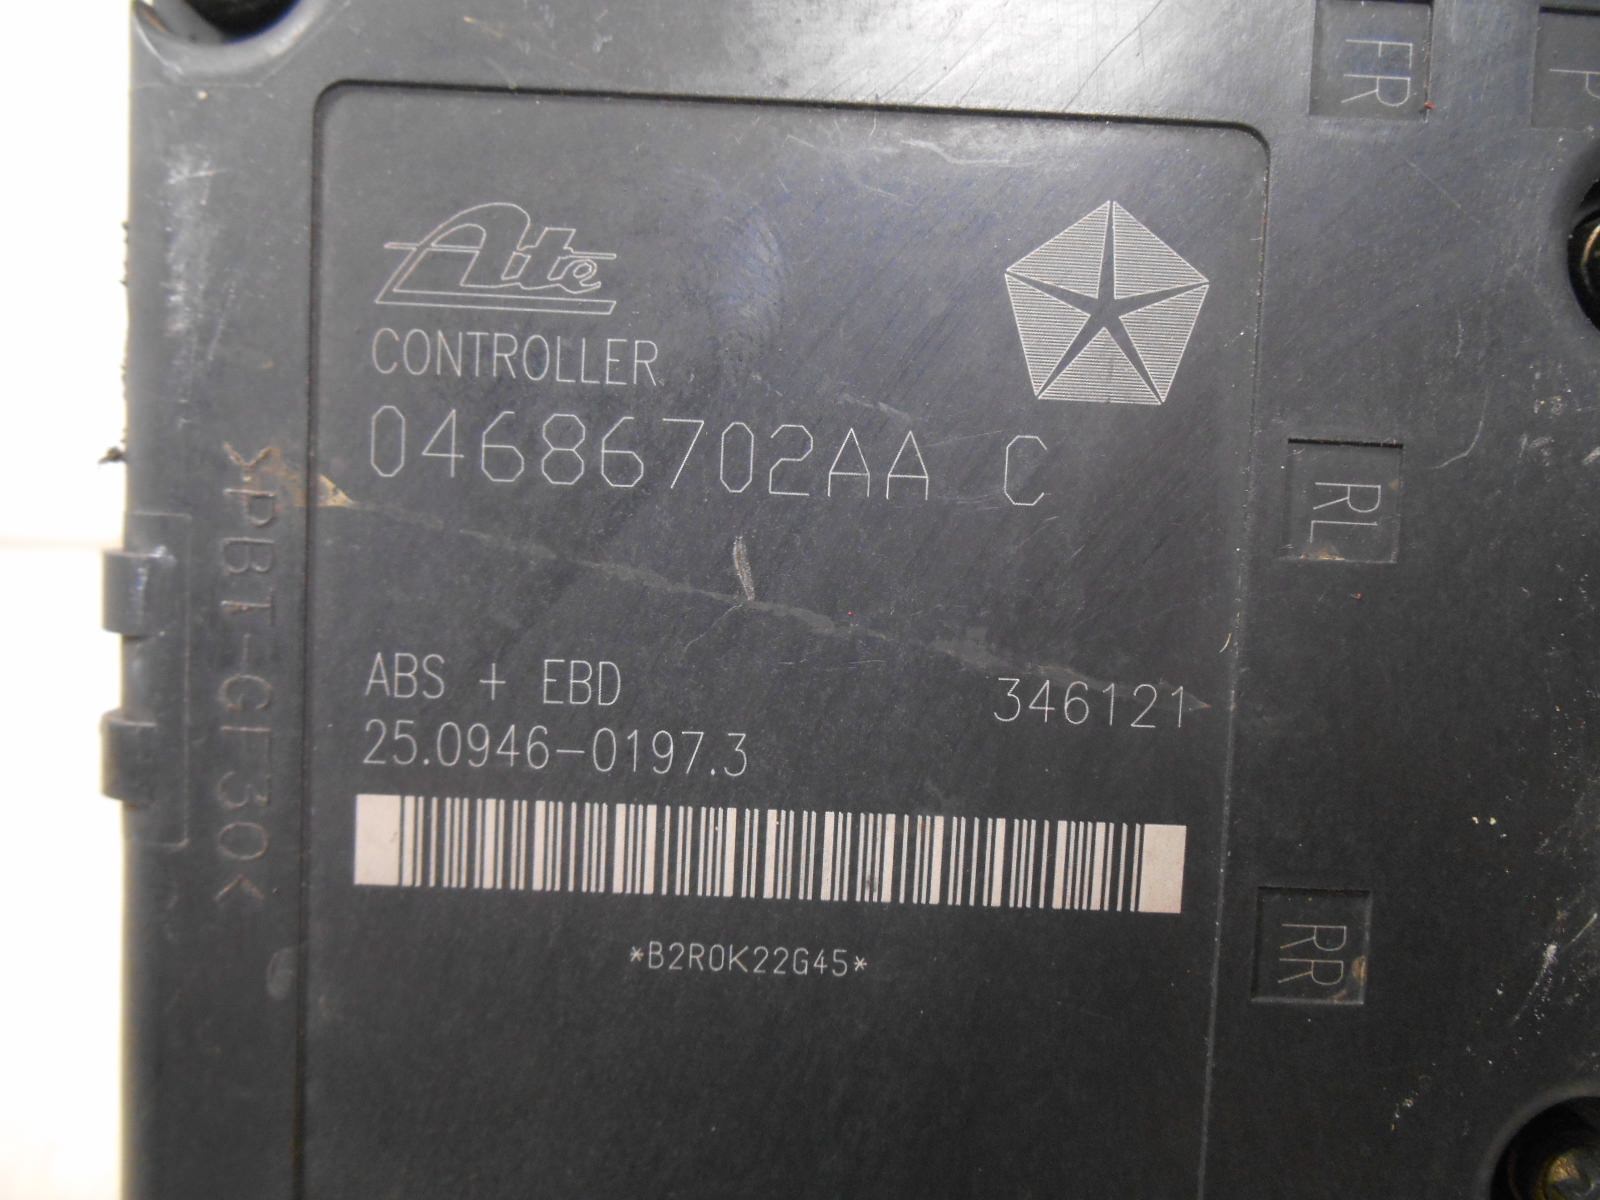 Ate
CONTROLLER
04686702AA C
ABS + EBD
346121
25.0946-0197.3
*B2R0K22G45*
>PBT-GF30<
FR
P
RL
RR